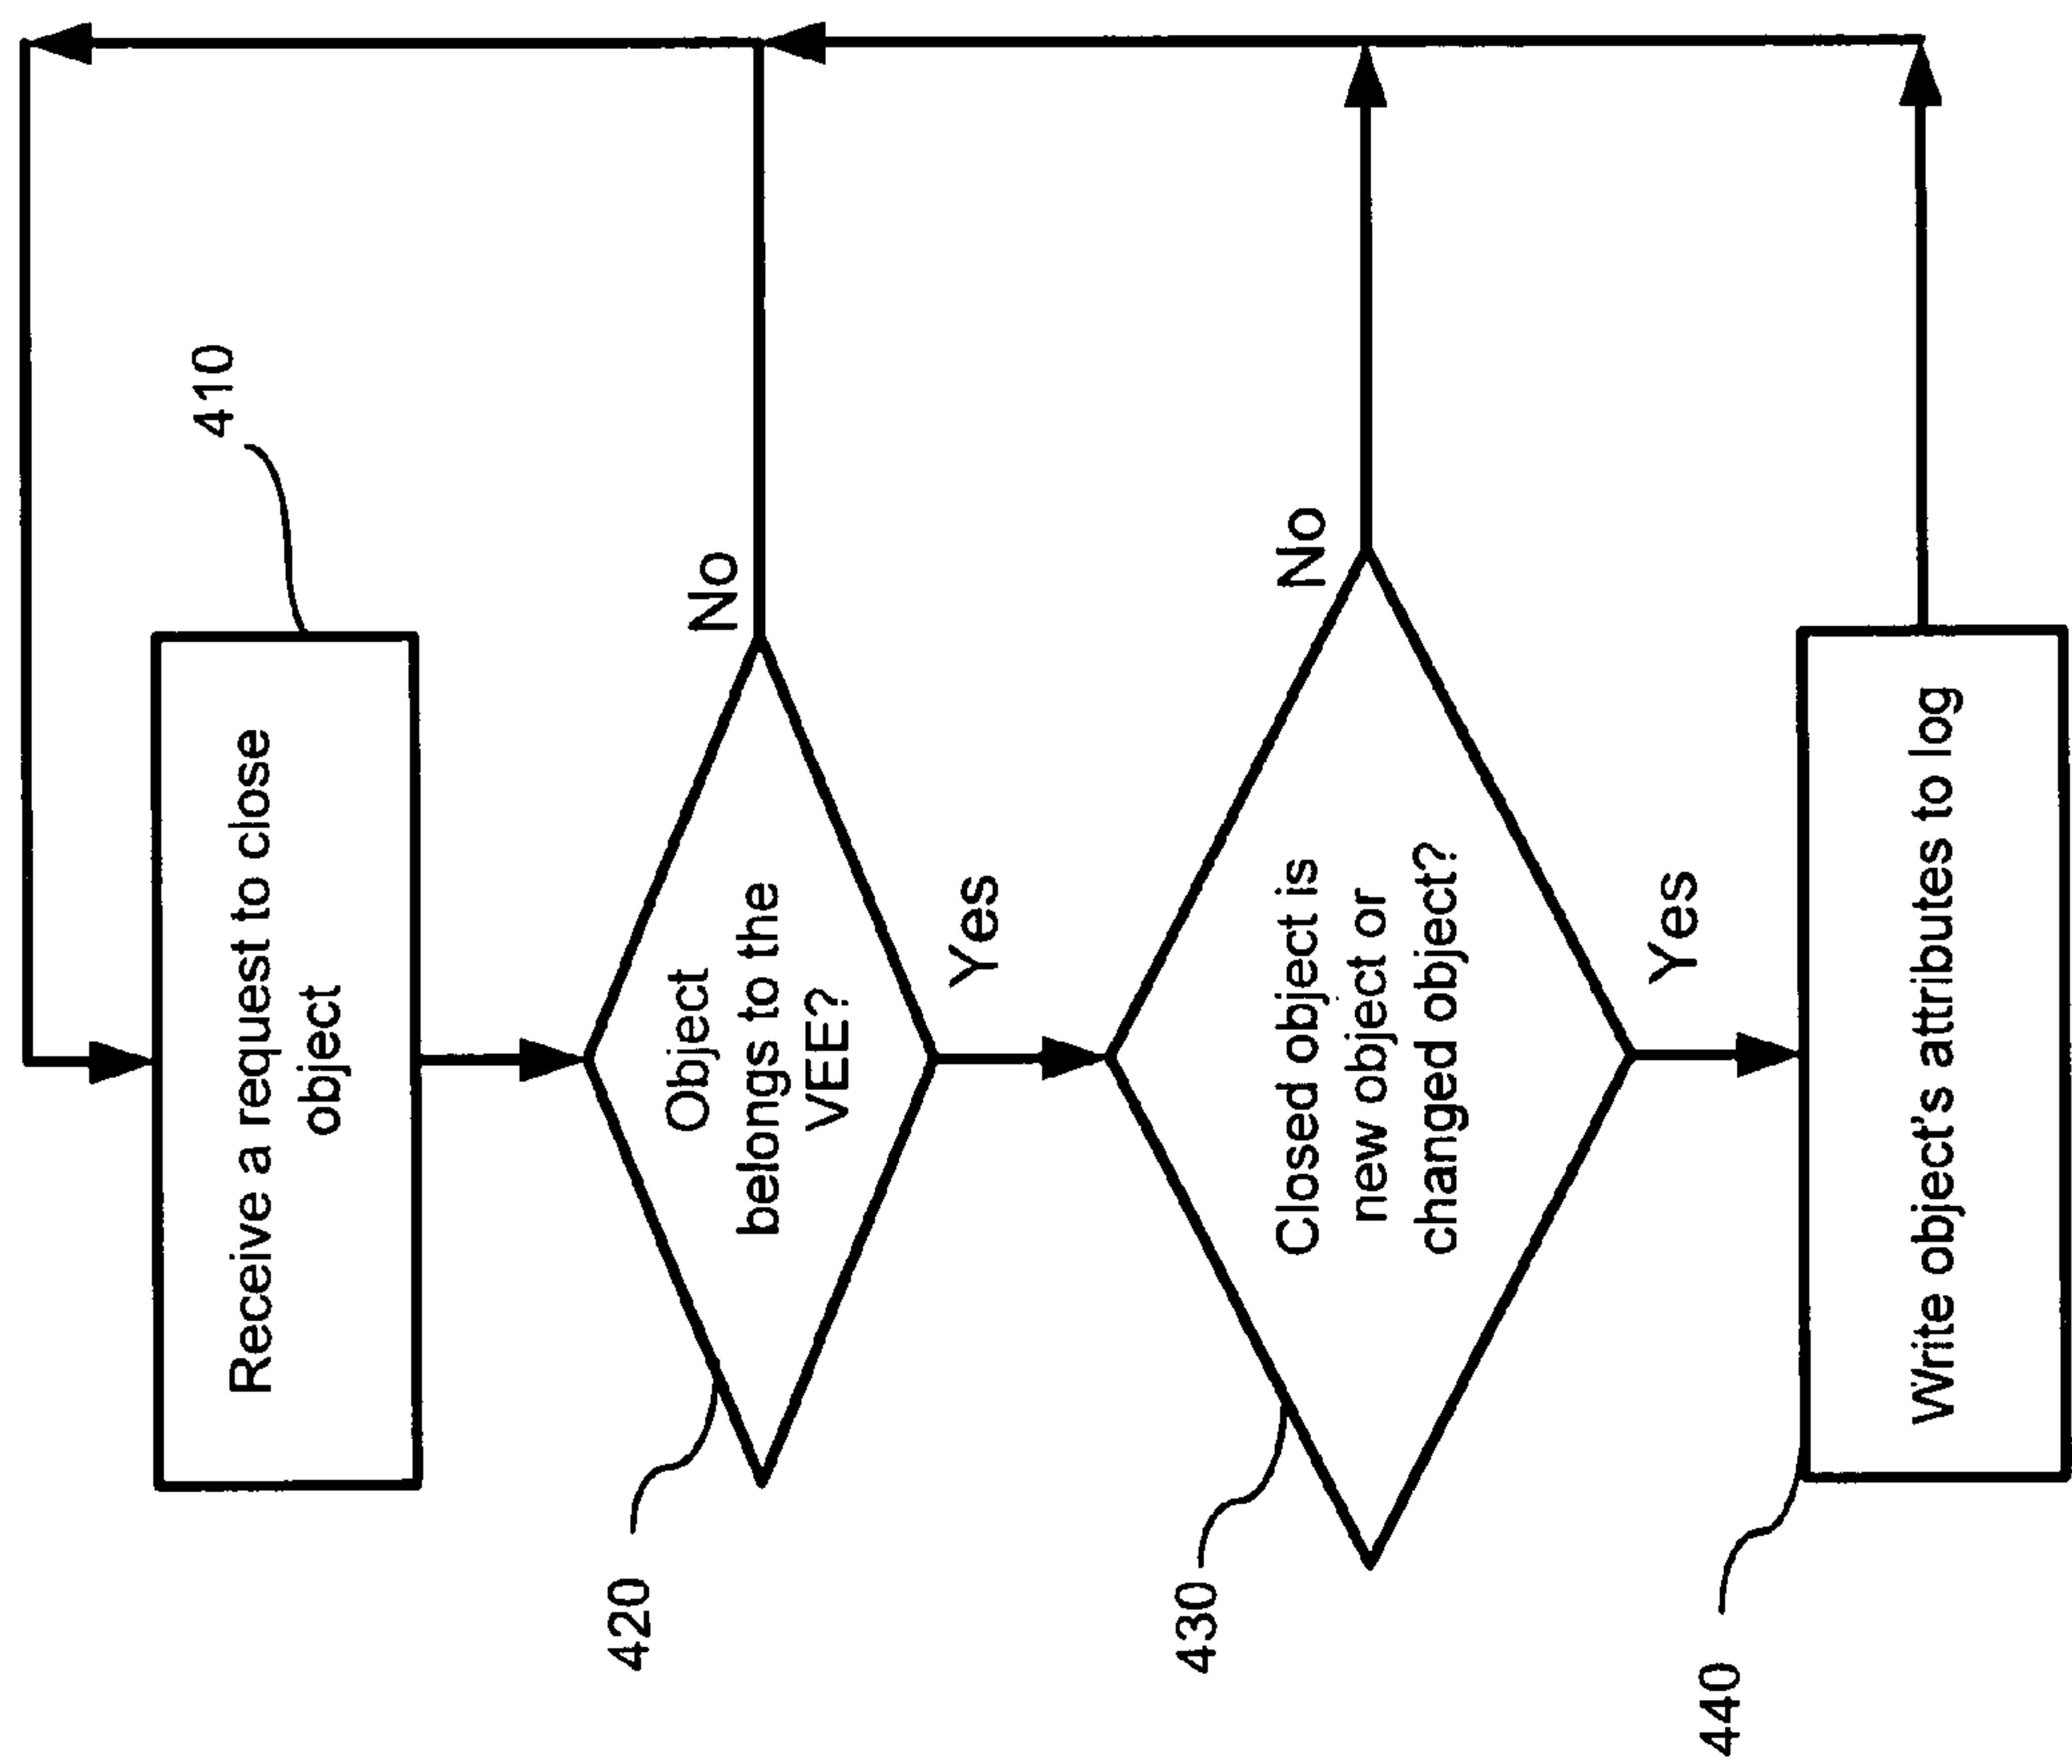 410
Receive a request to close
object
420
Object
belongs to the
VEE?
No
Yes
430
Closed object is
new object or
changed object?
No
Yes
440
Write object's attributes to log